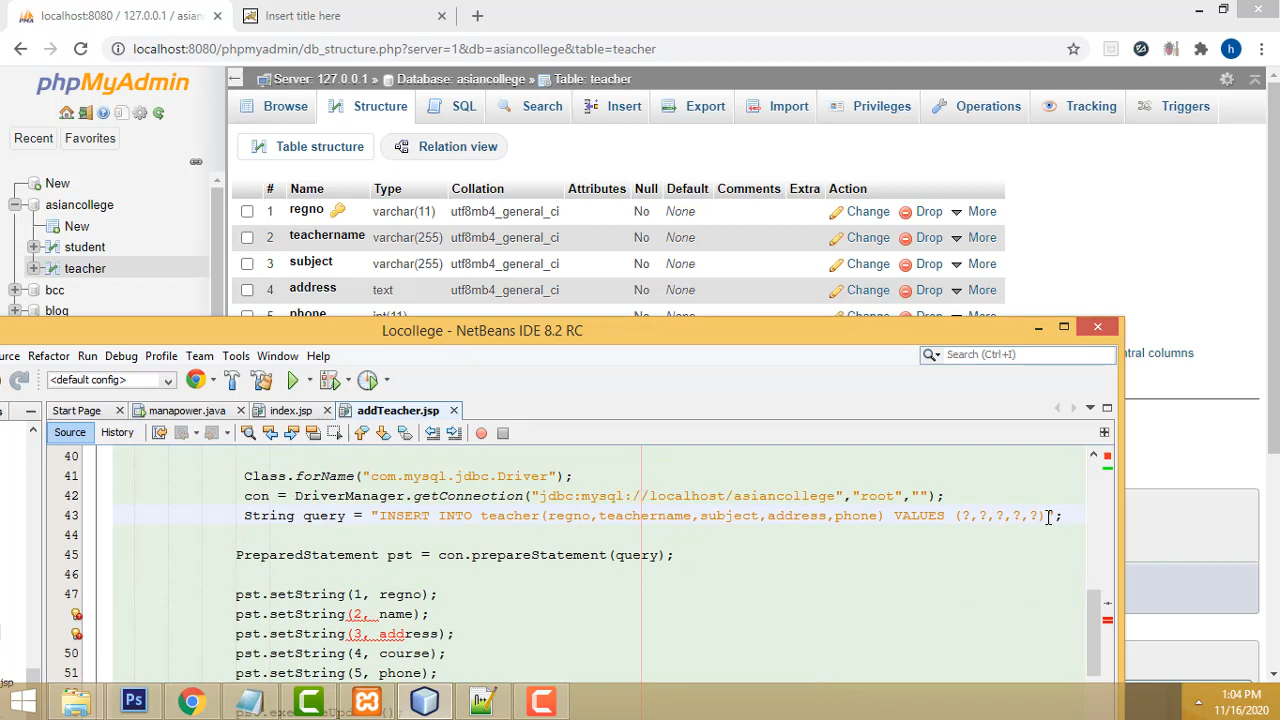 localhost:8080 / 127.0.0.1 / asian
Insert title here
localhost:8080/phpmyadmin/db_structure.php?server=1&db=asiancollege&table=teacher
h
phpMyAdmin
Recent Favorites
New
asiancollege
New
student
teacher
bcc
blog
Server: 127.0.0.1 » Database: asiancollege » Table: teacher
Browse Structure SQL Search Insert Export Import Privileges Operations Tracking Triggers
Table structure Relation view
# Name Type Collation Attributes Null Default Comments Extra Action
1 regno varchar(11) utf8mb4_general_ci No None Change Drop More
2 teachername varchar(255) utf8mb4_general_ci No None Change Drop More
3 subject varchar(255) utf8mb4_general_ci No None Change Drop More
4 address text utf8mb4_general_ci No None Change Drop More
ntral columns
Locollege - NetBeans IDE 8.2 RC
urce Refactor Run Debug Profile Team Tools Window Help
Search (Ctrl+I)
<default config>
Start Page manapower.java index.jsp addTeacher.jsp
Source History
40
41 Class.forName("com.mysql.jdbc.Driver");
42 con = DriverManager.getConnection("jdbc:mysql://localhost/asiancollege","root","");
43 String query = "INSERT INTO teacher(regno,teachername,subject,address,phone) VALUES (?,?,?,?,?)";
44
45 PreparedStatement pst = con.prepareStatement(query);
46
47 pst.setString(1, regno);
pst.setString(2, name);
pst.setString(3, address);
50 pst.setString(4, course);
51 pst.setString(5, phone);
.jsp
Ps
1:04 PM
11/16/2020